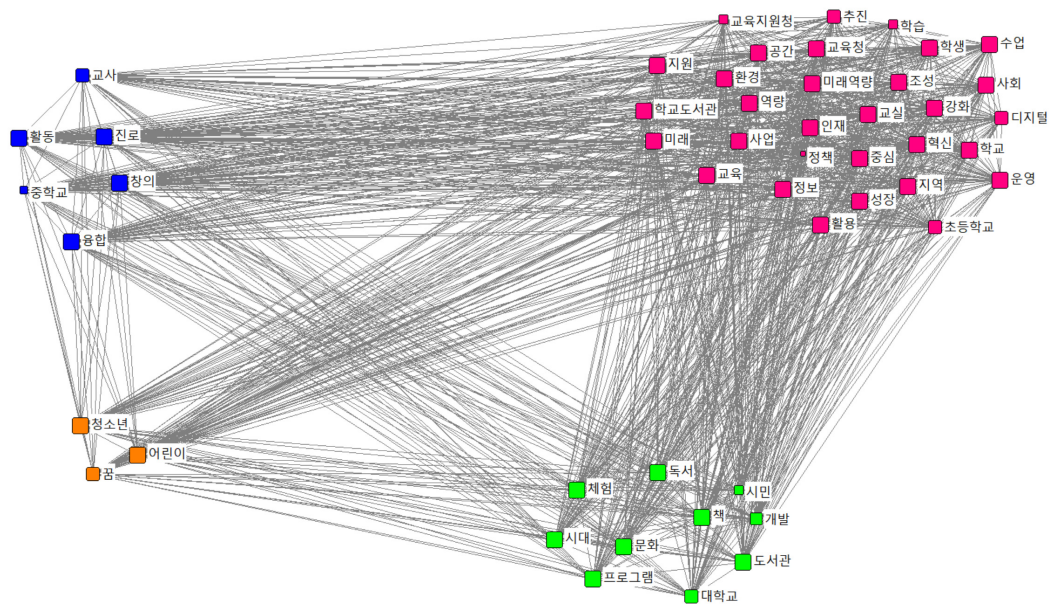 교육지원청
추진
학습
공간
교육청
학생
수업
지원
환경
미래역량
조성
사회
학교도서관
역량
교실
강화
디지털
인재
미래
사업
정책
중심
혁신
학교
교육
정보
성장
지역
운영
활용
초등학교
교사
활동
진로
중학교
창의
융합
청소년
어린이
꿈
체험
독서
시민
시대
문화
책
개발
프로그램
도서관
대학교